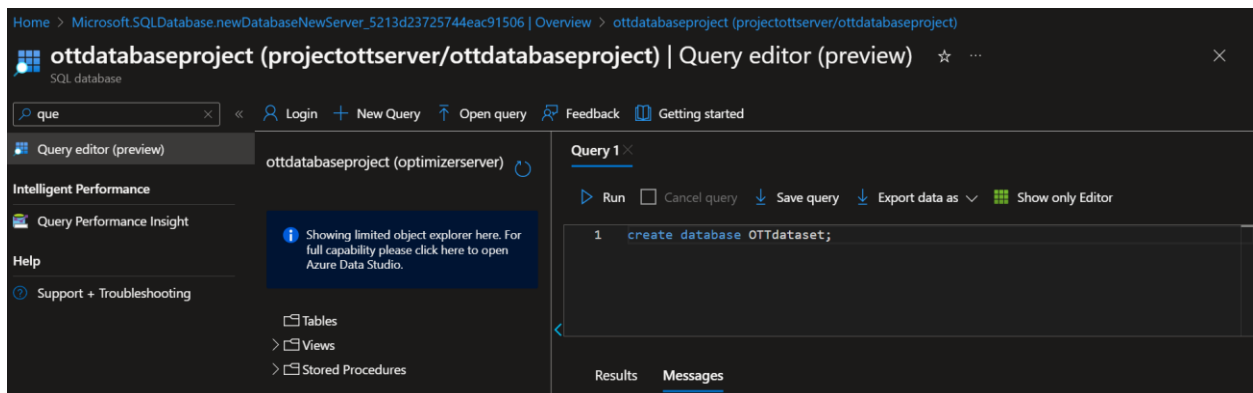 Home > Microsoft.SQLDatabase.newDatabaseNewServer_5213d23725744eac91506 | Overview > ottdatabaseproject (projectottserver/ottdatabaseproject)
ottdatabaseproject (projectottserver/ottdatabaseproject) | Query editor (preview)
SQL database
que
Login
New Query
Open query
Feedback
Getting started
Query editor (preview)
Intelligent Performance
Query Performance Insight
Help
Support + Troubleshooting
ottdatabaseproject (optimizerserver)
Showing limited object explorer here. For
full capability please click here to open
Azure Data Studio.
Tables
Views
Stored Procedures
Query 1
Run
Cancel query
Save query
Export data as
Show only Editor
1 create database OTTdataset;
Results
Messages